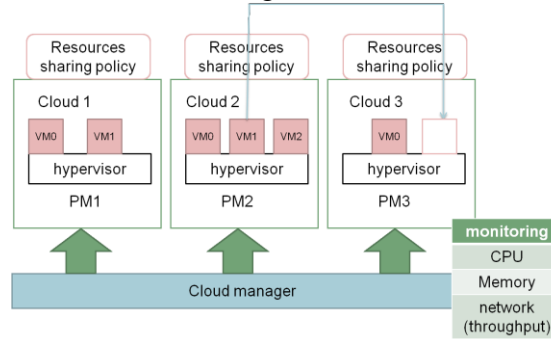 Resources
sharing policy
Resources
sharing policy
Resources
sharing policy
Cloud 1
Cloud 2
Cloud 3
VM0
VM1
VM0
VM1
VM2
VM0
hypervisor
hypervisor
hypervisor
PM1
PM2
PM3
monitoring
CPU
Memory
network
(throughput)
Cloud manager